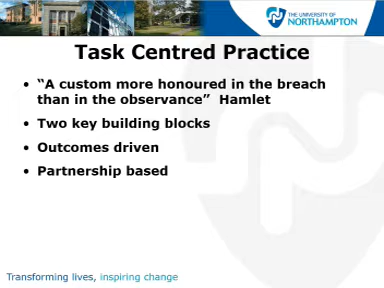 THE UNIVERSITY OF
NORTHAMPTON
Task Centred Practice
• “A custom more honoured in the breach
than in the observance” Hamlet
• Two key building blocks
• Outcomes driven
• Partnership based
Transforming lives, inspiring change